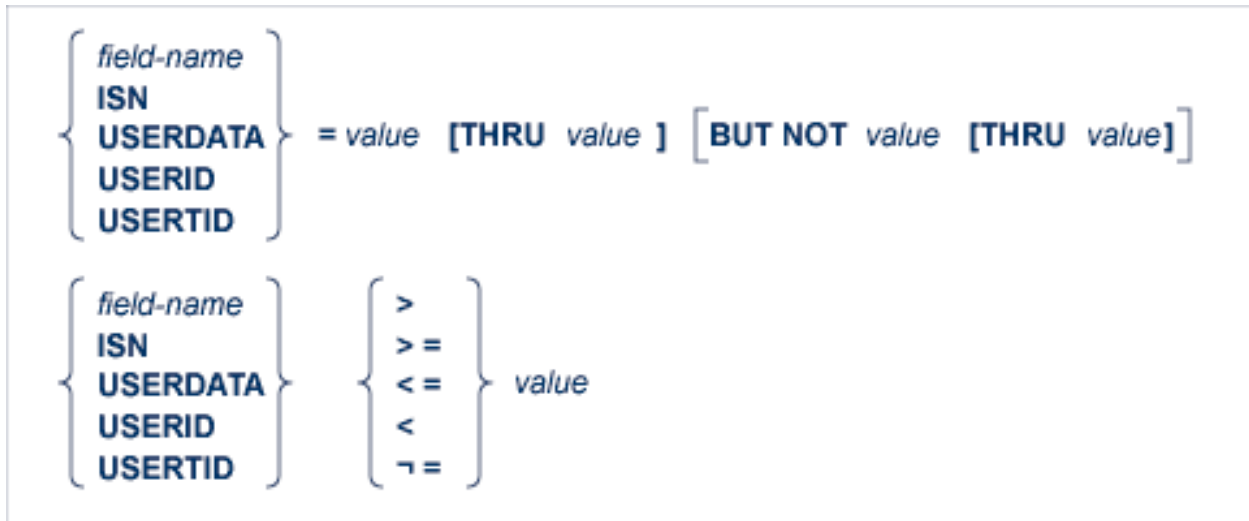 field-name
ISN
USERDATA = value [THRU value ] [BUT NOT value [THRU value]]
USERID
USERTID
field-name >
ISN > =
USERDATA < = value
USERID <
USERTID ¬ =